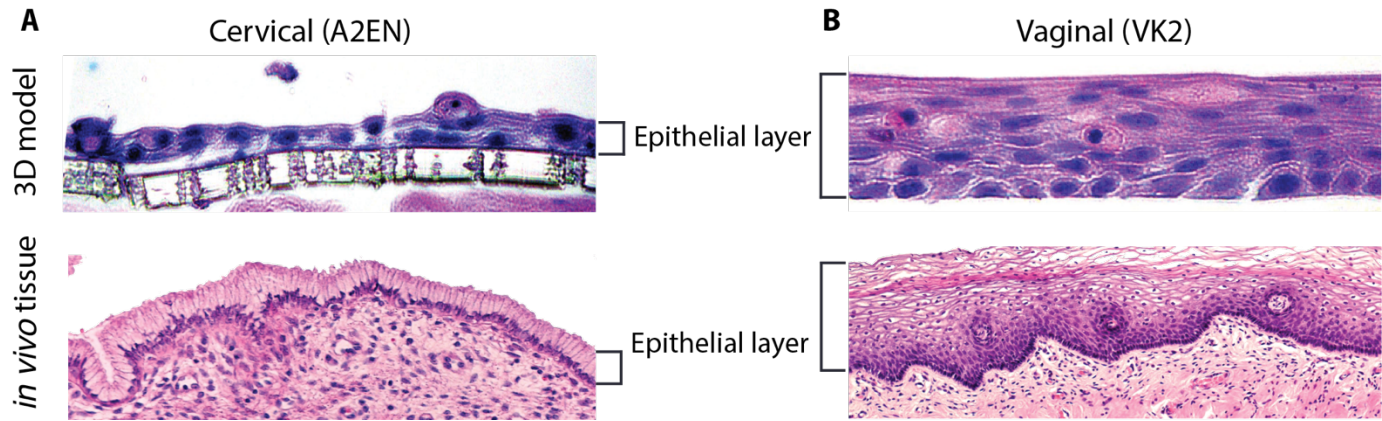 A
Cervical (A2EN)
B
Vaginal (VK2)
3D model
Epithelial layer
in vivo tissue
Epithelial layer